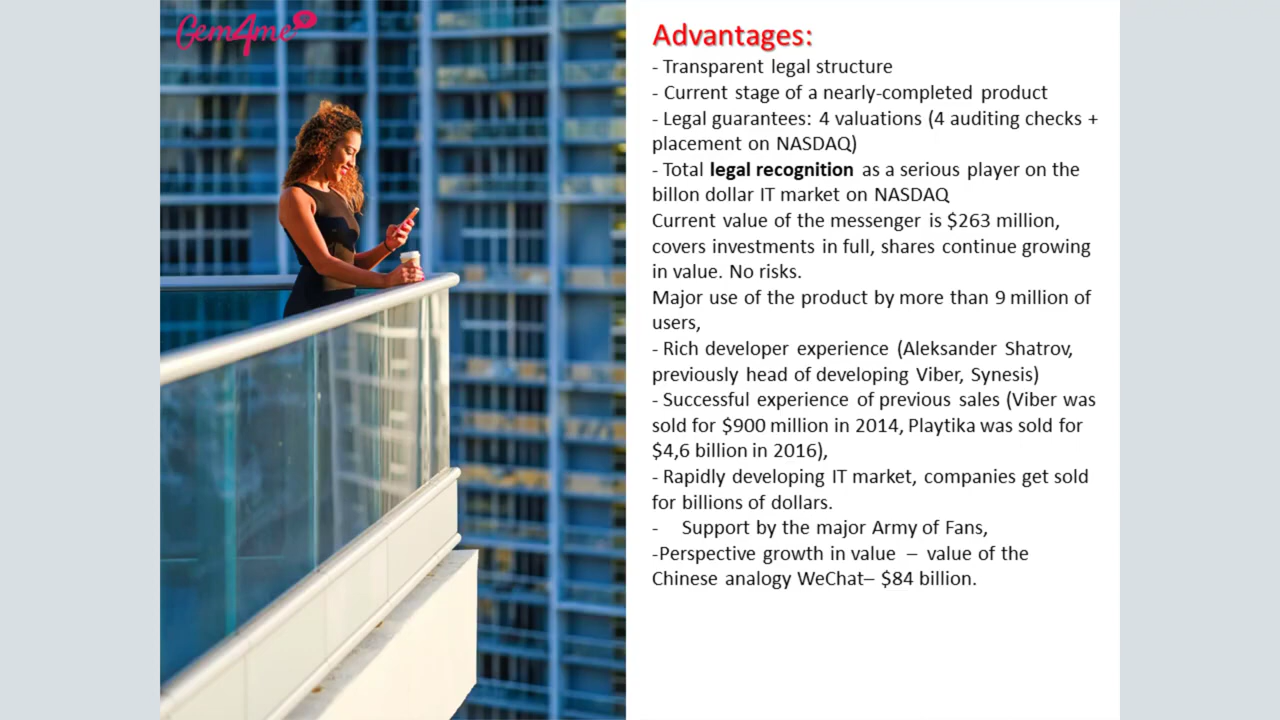 Gem4me
Advantages:
- Transparent legal structure
- Current stage of a nearly-completed product
- Legal guarantees: 4 valuations (4 auditing checks +
placement on NASDAQ)
- Total legal recognition as a serious player on the
billon dollar IT market on NASDAQ
Current value of the messenger is $263 million,
covers investments in full, shares continue growing
in value. No risks.
Major use of the product by more than 9 million of
users,
- Rich developer experience (Aleksander Shatrov,
previously head of developing Viber, Synesis)
- Successful experience of previous sales (Viber was
sold for $900 million in 2014, Playtika was sold for
$4,6 billion in 2016),
- Rapidly developing IT market, companies get sold
for billions of dollars.
- Support by the major Army of Fans,
-Perspective growth in value – value of the
Chinese analogy WeChat– $84 billion.